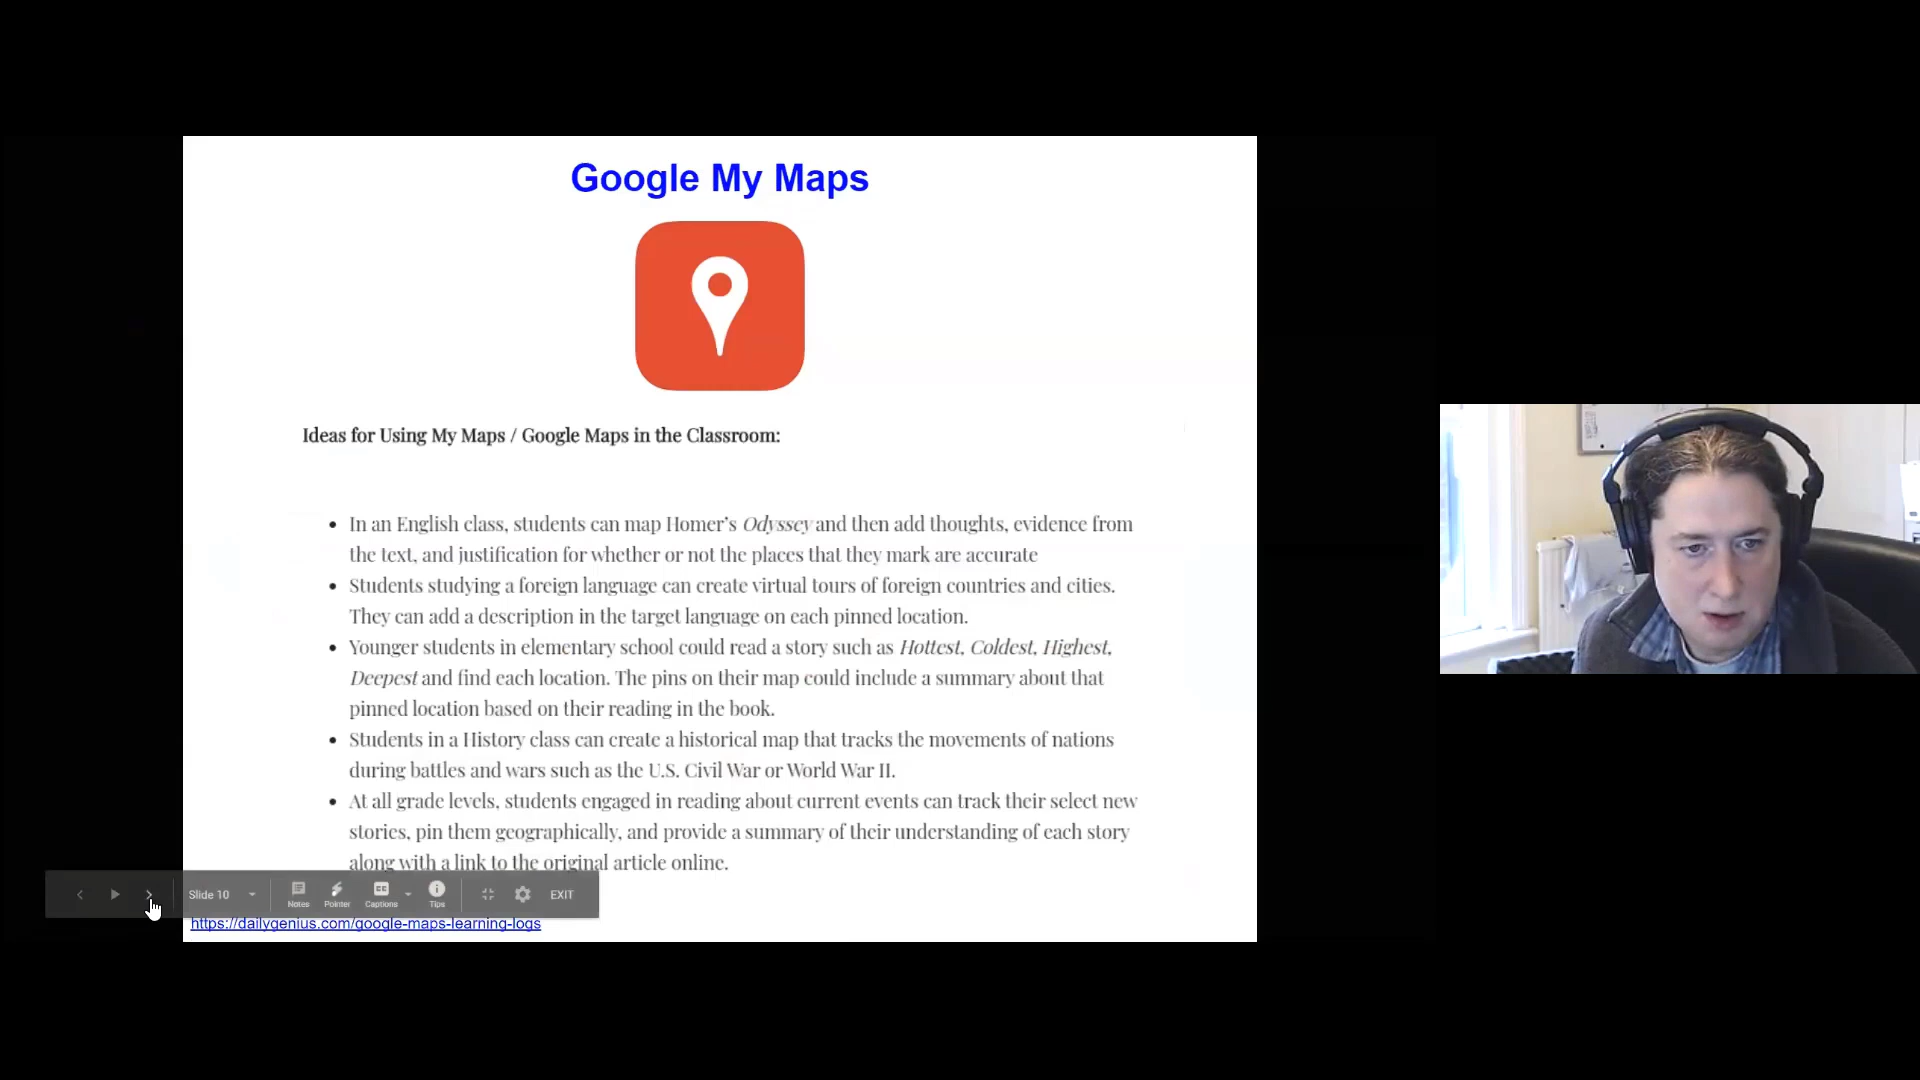 Google My Maps
Ideas for Using My Maps / Google Maps in the Classroom:
• In an English class, students can map Homer's Odyssey and then add thoughts, evidence from
the text, and justification for whether or not the places that they mark are accurate
• Students studying a foreign language can create virtual tours of foreign countries and cities.
They can add a description in the target language on each pinned location.
• Younger students in elementary school could read a story such as Hottest, Coldest, Highest,
Deepest and find each location. The pins on their map could include a summary about that
pinned location based on their reading in the book.
• Students in a History class can create a historical map that tracks the movements of nations
during battles and wars such as the U.S. Civil War or World War II.
• At all grade levels, students engaged in reading about current events can track their select new
stories, pin them geographically, and provide a summary of their understanding of each story
along with a link to the original article online.
Slide 10 Notes Pointer CC Captions Tips EXIT
https://dailygenius.com/google-maps-learning-logs